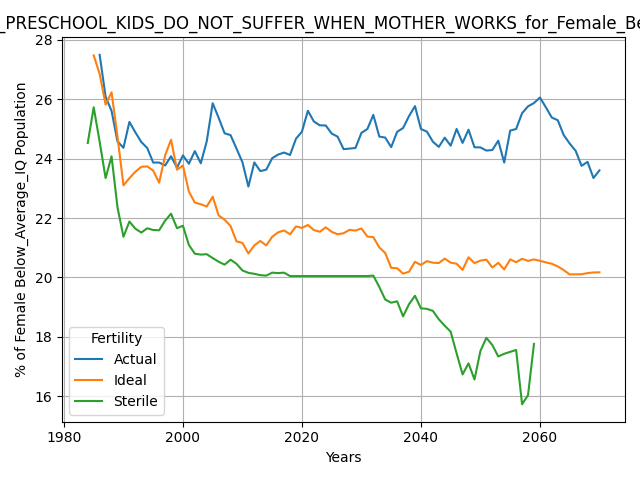 _PRESCHOOL_KIDS_DO_NOT_SUFFER_WHEN_MOTHER_WORKS_for_Female_Be
28
26
24
22
20
18
16
% of Female Below_Average_IQ Population
Fertility
Actual
Ideal
Sterile
1980
2000
2020
2040
2060
Years